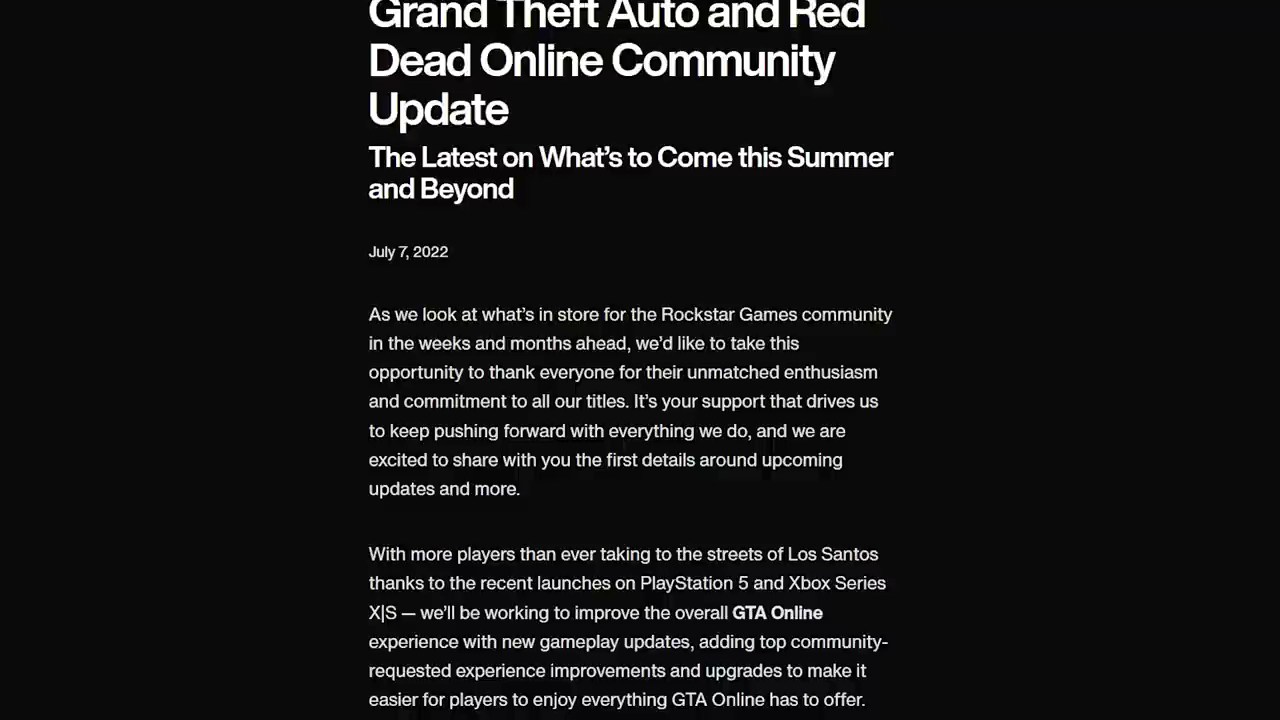 Grand Theft Auto and Red
Dead Online Community
Update
The Latest on What’s to Come this Summer
and Beyond
July 7, 2022
As we look at what’s in store for the Rockstar Games community
in the weeks and months ahead, we’d like to take this
opportunity to thank everyone for their unmatched enthusiasm
and commitment to all our titles. It’s your support that drives us
to keep pushing forward with everything we do, and we are
excited to share with you the first details around upcoming
updates and more.
With more players than ever taking to the streets of Los Santos
thanks to the recent launches on PlayStation 5 and Xbox Series
X|S — we’ll be working to improve the overall GTA Online
experience with new gameplay updates, adding top community-
requested experience improvements and upgrades to make it
easier for players to enjoy everything GTA Online has to offer.